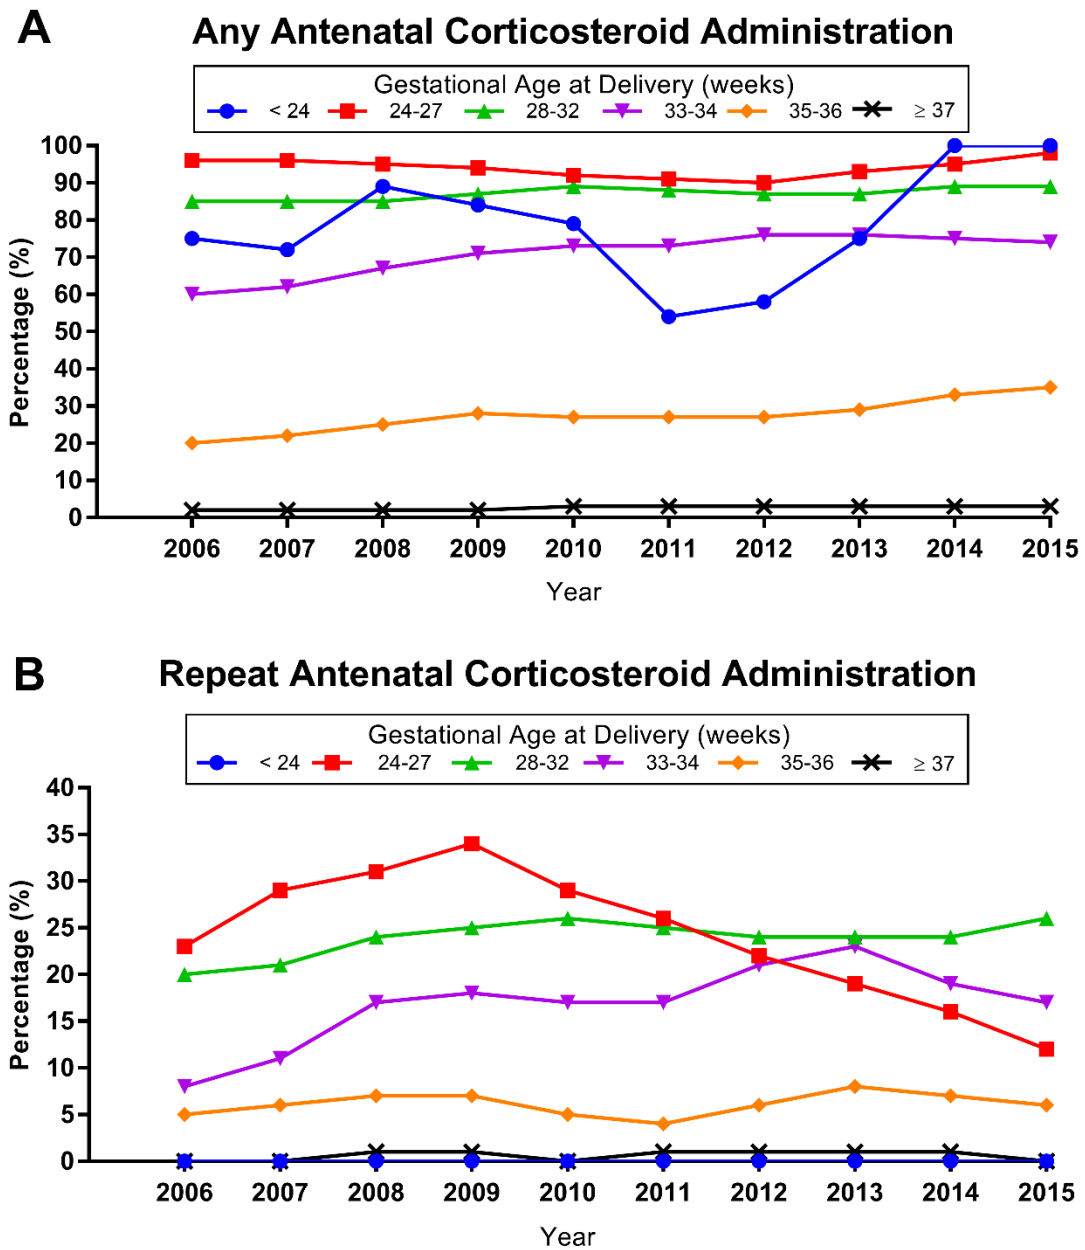 A
Any Antenatal Corticosteroid Administration
Gestational Age at Delivery (weeks)
< 24 24-27 28-32 33-34 35-36 ≥ 37
Percentage (%)
100
90
80
70
60
50
40
30
20
10
0
2006 2007 2008 2009 2010 2011 2012 2013 2014 2015
Year
B
Repeat Antenatal Corticosteroid Administration
Gestational Age at Delivery (weeks)
< 24 24-27 28-32 33-34 35-36 ≥ 37
Percentage (%)
40
35
30
25
20
15
10
5
0
2006 2007 2008 2009 2010 2011 2012 2013 2014 2015
Year